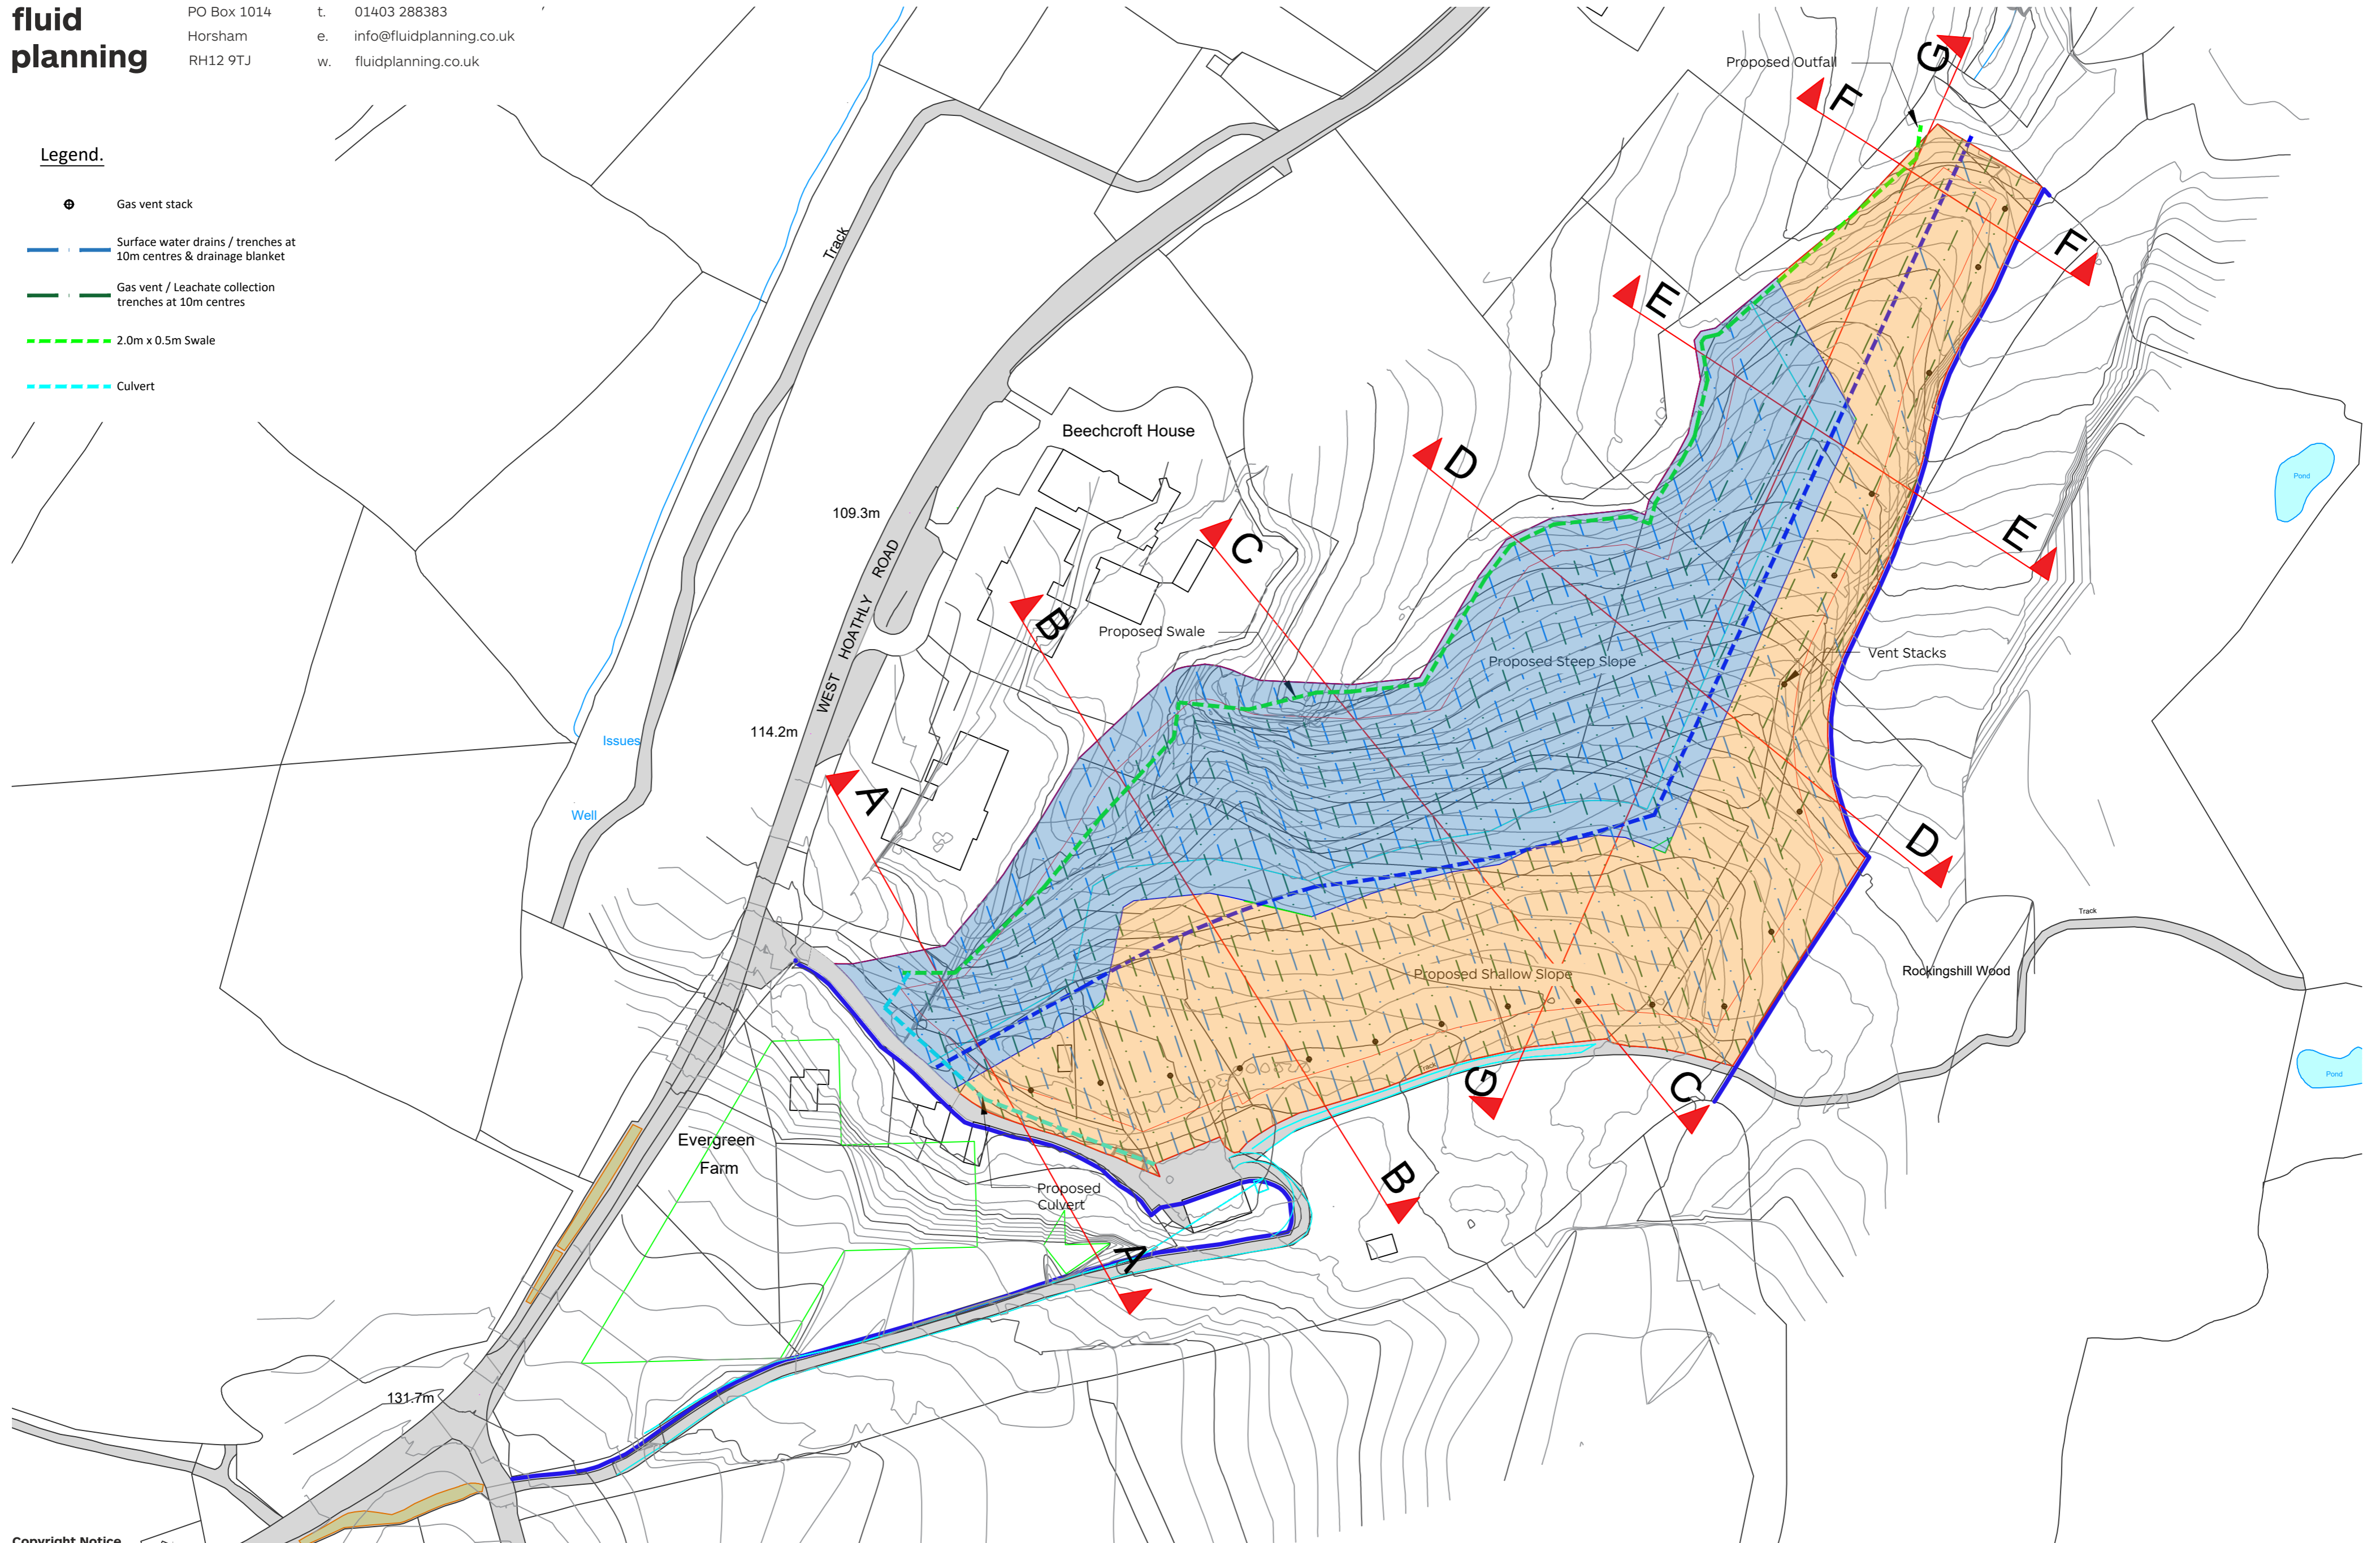 fluid
planning
PO Box 1014
Horsham
RH12 9TJ
t. 01403 288383
e. info@fluidplanning.co.uk
w. fluidplanning.co.uk
Legend.
Gas vent stack
Surface water drains / trenches at
10m centres & drainage blanket
Gas vent / Leachate collection
trenches at 10m centres
2.0m x 0.5m Swale
Culvert
Proposed Outfall
G
F
F
Track
E
E
Beechcroft House
D
Pond
109.3m
C
WEST HOATHLY ROAD
B
Proposed Swale
Proposed Steep Slope
Vent Stacks
114.2m
Issues
A
Well
D
Track
Rockingshill Wood
Proposed Shallow Slope
Track
G
C
Pond
Evergreen
Farm
Proposed
Culvert
B
A
131.7m
Copyright Notice